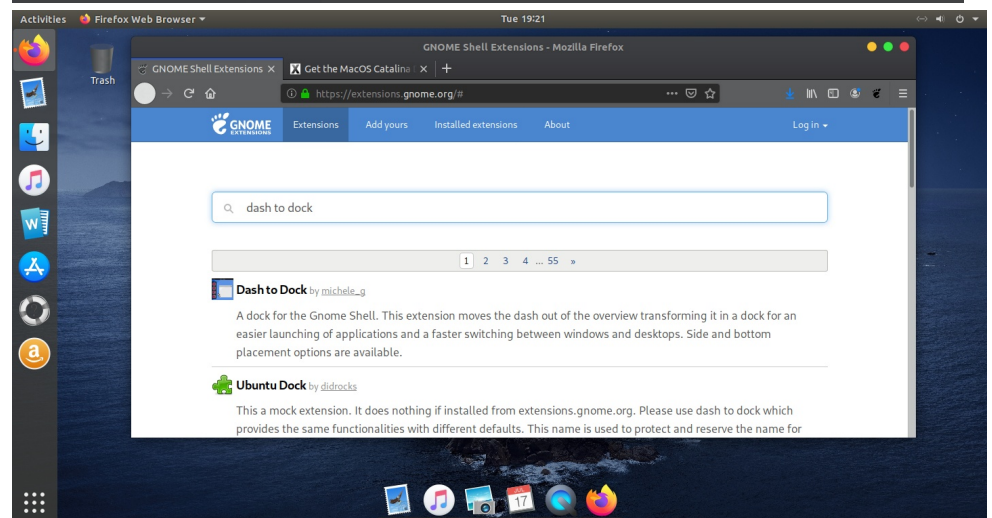 Activities Firefox Web Browser Tue 19:21
GNOME Shell Extensions - Mozilla Firefox
Trash
GNOME Shell Extensions × Get the MacOS Catalina × +
https://extensions.gnome.org/# ...
GNOME EXTENSIONS Extensions Add yours Installed extensions About Log in
dash to dock
1 2 3 4 ... 55 »
Dash to Dock by michele_g
A dock for the Gnome Shell. This extension moves the dash out of the overview transforming it in a dock for an
easier launching of applications and a faster switching between windows and desktops. Side and bottom
placement options are available.
Ubuntu Dock by didrocks
This a mock extension. It does nothing if installed from extensions.gnome.org. Please use dash to dock which
provides the same functionalities with different defaults. This name is used to protect and reserve the name for
W
a
17